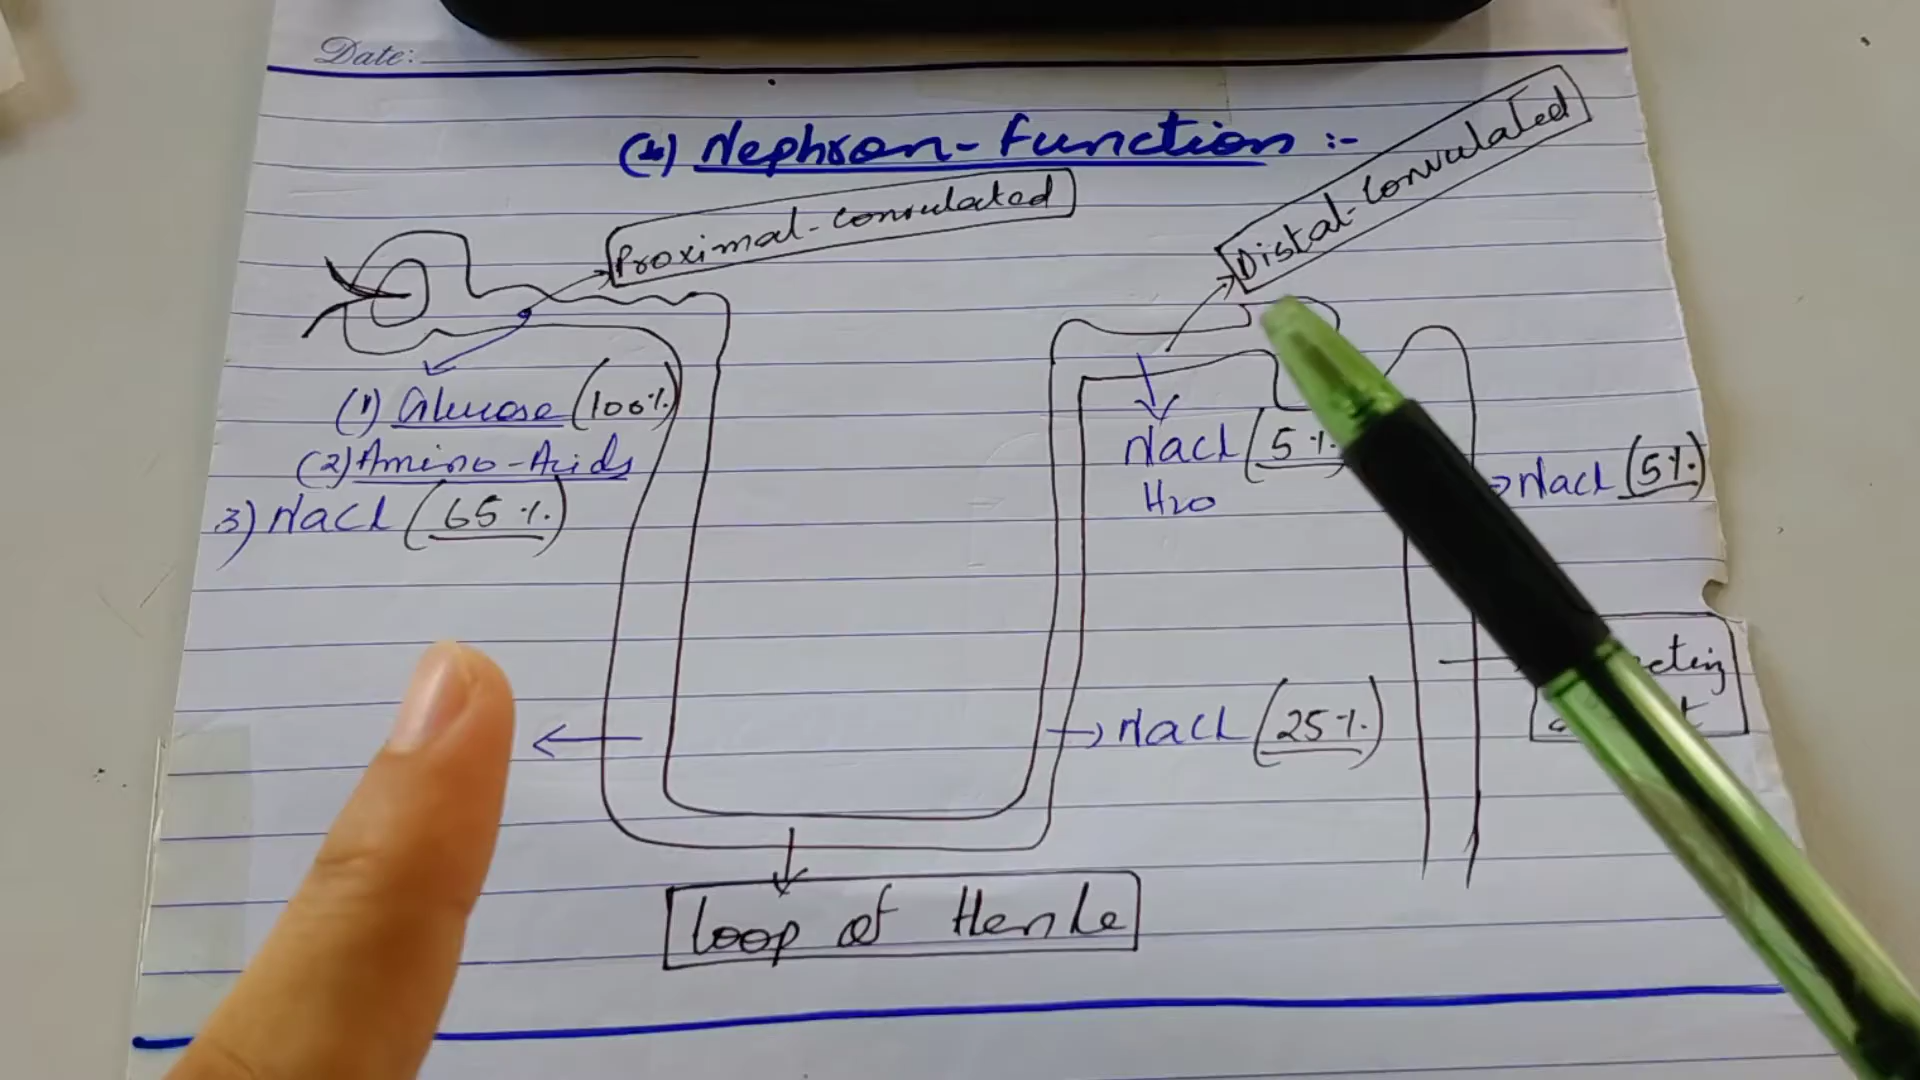 Date:
(b) Nephron-Function :-
Proximal-Convulated
Distal-Convulated
(1) Glucose (100%)
(2) Amino-Acids
3) NaCl (65%)
NaCl (5%
H2O
NaCl (5%)
NaCl (25%)
loop of Henle